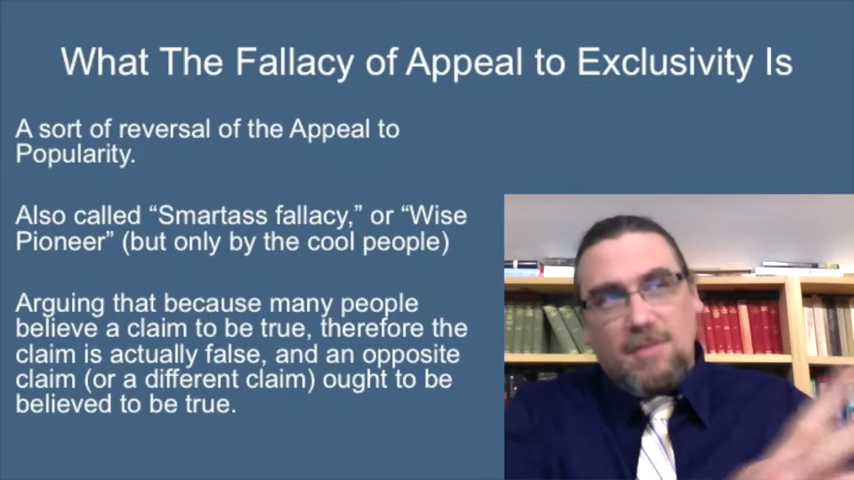 What The Fallacy of Appeal to Exclusivity Is
A sort of reversal of the Appeal to
Popularity.
Also called “Smartass fallacy,” or “Wise
Pioneer” (but only by the cool people)
Arguing that because many people
believe a claim to be true, therefore the
claim is actually false, and an opposite
claim (or a different claim) ought to be
believed to be true.